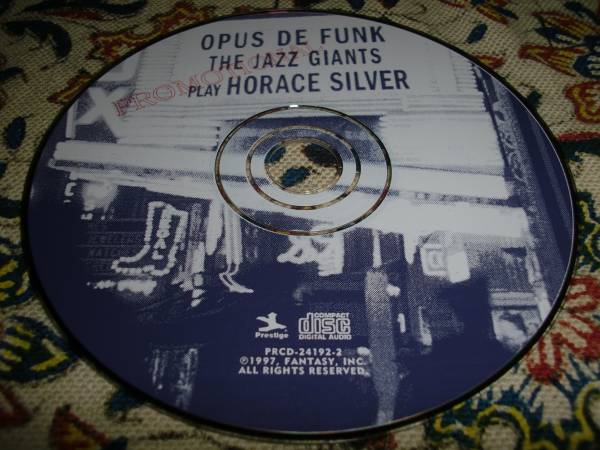 OPUS DE FUNK
THE JAZZ GIANTS
PLAY HORACE SILVER
PROMOTIONAL
Prestige
COMPACT
disc
DIGITAL AUDIO
PRCD-24192-2
℗©1997, FANTASY, INC.
ALL RIGHTS RESERVED.